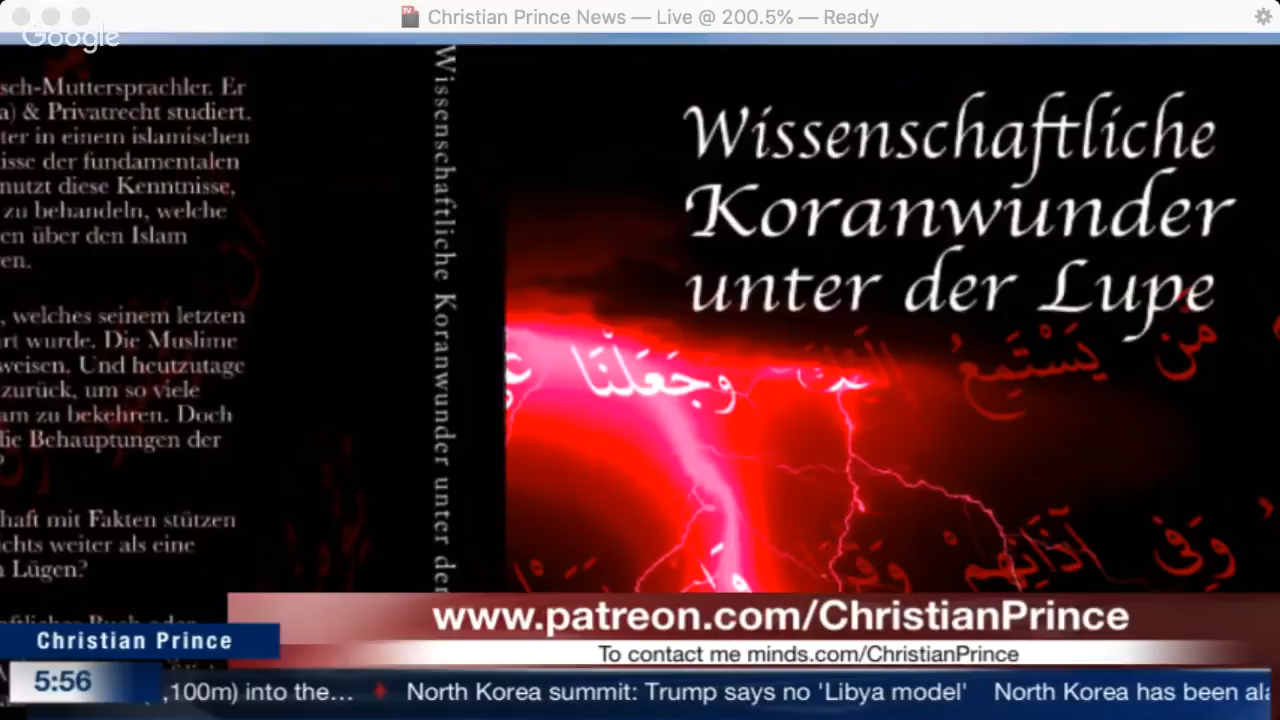 Christian Prince News — Live @ 200.5% — Ready
Google
sch-Muttersprachler. Er
a) & Privatrecht studiert.
ter in einem islamischen
isse der fundamentalen
nutzt diese Kenntnisse,
zu behandeln, welche
en über den Islam
en.
, welches seinem letzten
rt wurde. Die Muslime
weisen. Und heutzutage
zurück, um so viele
am zu bekehren. Doch
die Behauptungen der
?
haft mit Fakten stützen
ichts weiter als eine
n Lügen?
Wissenschaftliche Koranwunder unter der
Wissenschaftliche
Koranwunder
unter der Lupe
مَّن يَسْتَمِعُ
وَجَعَلْنَا
وَفِي آذَانِهِمْ
www.patreon.com/ChristianPrince
To contact me minds.com/ChristianPrince
Christian Prince
5:56
,100m) into the... North Korea summit: Trump says no 'Libya model' North Korea has been